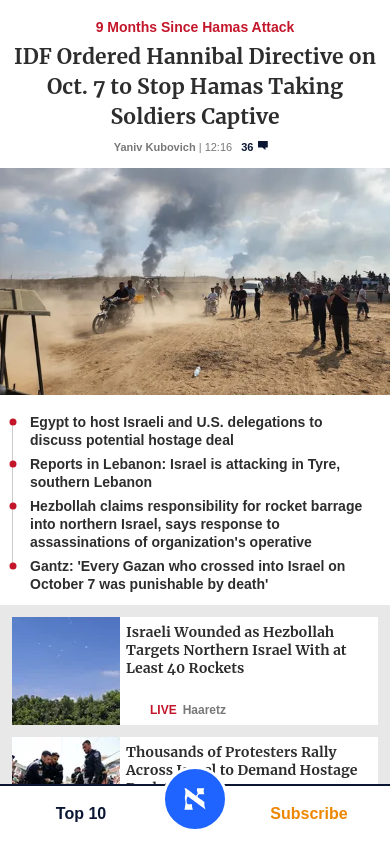 9 Months Since Hamas Attack
IDF Ordered Hannibal Directive on
Oct. 7 to Stop Hamas Taking
Soldiers Captive
Yaniv Kubovich | 12:16 36
Egypt to host Israeli and U.S. delegations to
discuss potential hostage deal
Reports in Lebanon: Israel is attacking in Tyre,
southern Lebanon
Hezbollah claims responsibility for rocket barrage
into northern Israel, says response to
assassinations of organization's operative
Gantz: 'Every Gazan who crossed into Israel on
October 7 was punishable by death'
Israeli Wounded as Hezbollah
Targets Northern Israel With at
Least 40 Rockets
LIVE Haaretz
Thousands of Protesters Rally
Across to Demand Hostage
Top 10
Subscribe